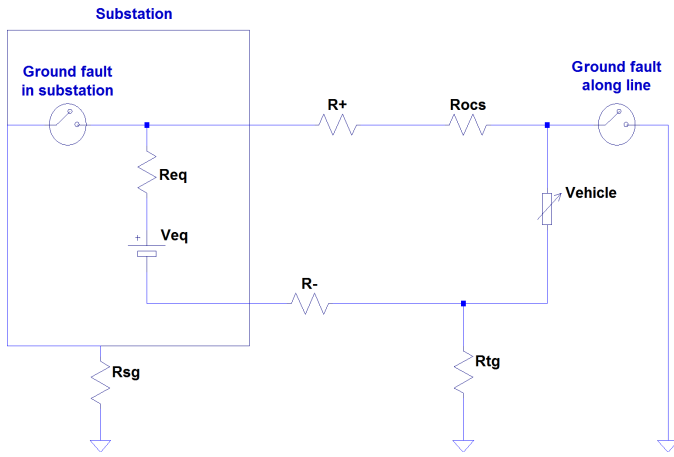 Substation
Ground fault
in substation
Ground fault
along line
R+
Rocs
Req
Vehicle
+
Veq
R-
Rsg
Rtg